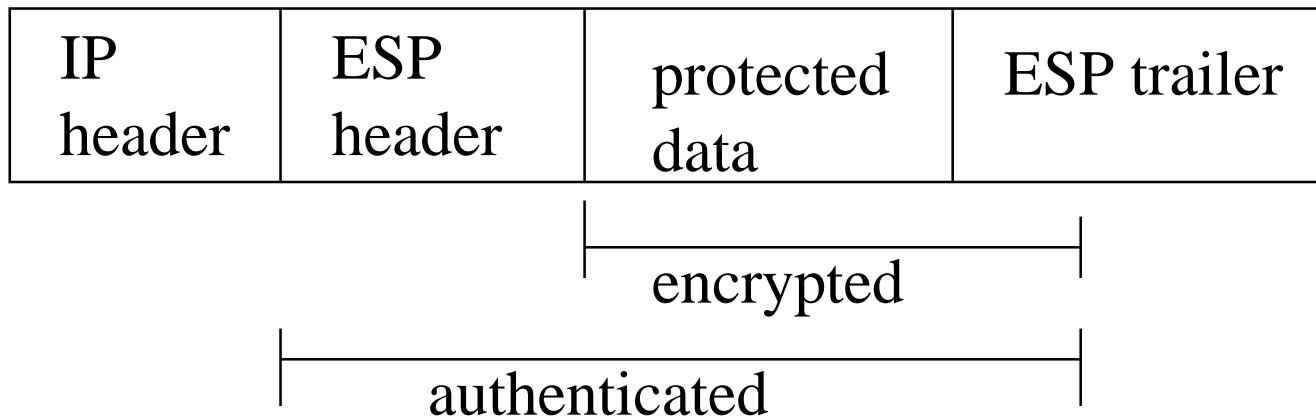 IP
header
ESP
header
protected
data
ESP trailer
encrypted
authenticated